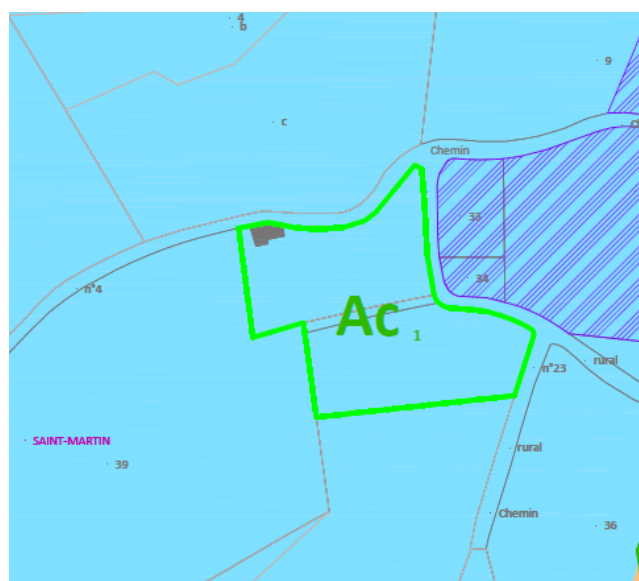 4
b
9
c
Chemin
33
34
n°4
Ac
1
n°23
rural
SAINT-MARTIN
39
rural
Chemin
36